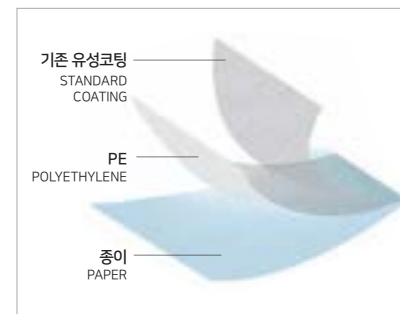 기존 유성코팅
STANDARD
COATING
PE
POLYETHYLENE
종이
PAPER